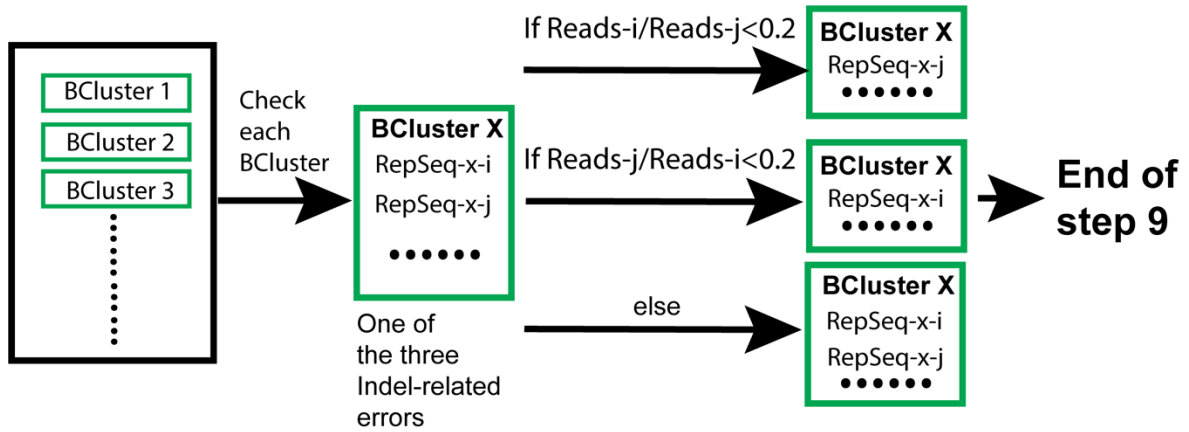 BCluster 1
BCluster 2
BCluster 3
Check
each
BCluster
BCluster X
RepSeq-x-i
RepSeq-x-j
One of
the three
Indel-related
errors
If Reads-i/Reads-j<0.2
BCluster X
RepSeq-x-j
If Reads-j/Reads-i<0.2
BCluster X
RepSeq-x-i
else
BCluster X
RepSeq-x-i
RepSeq-x-j
End of
step 9